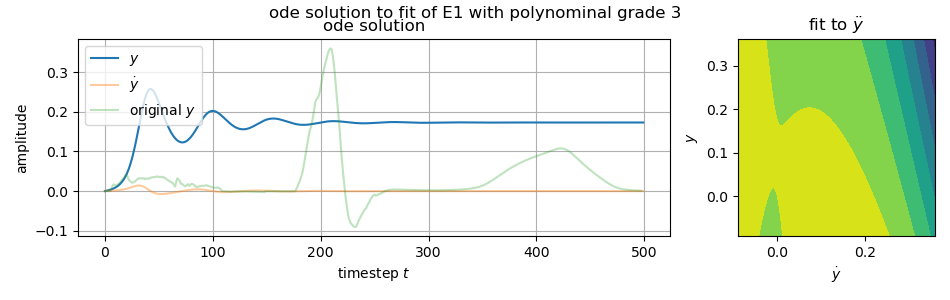 ode solution to fit of E1 with polynominal grade 3
ode solution
fit to ÿ
y
ẏ
original y
amplitude
0.3
0.2
0.1
0.0
−0.1
0
100
200
300
400
500
timestep t
y
0.3
0.2
0.1
0.0
0.0
0.2
ẏ